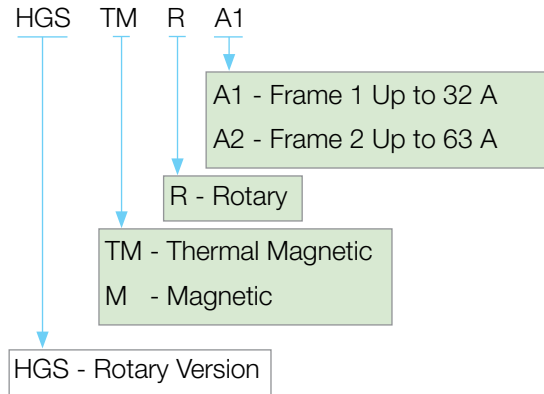 HGS TM R A1
A1 - Frame 1 Up to 32 A
A2 - Frame 2 Up to 63 A
R - Rotary
TM - Thermal Magnetic
M - Magnetic
HGS - Rotary Version